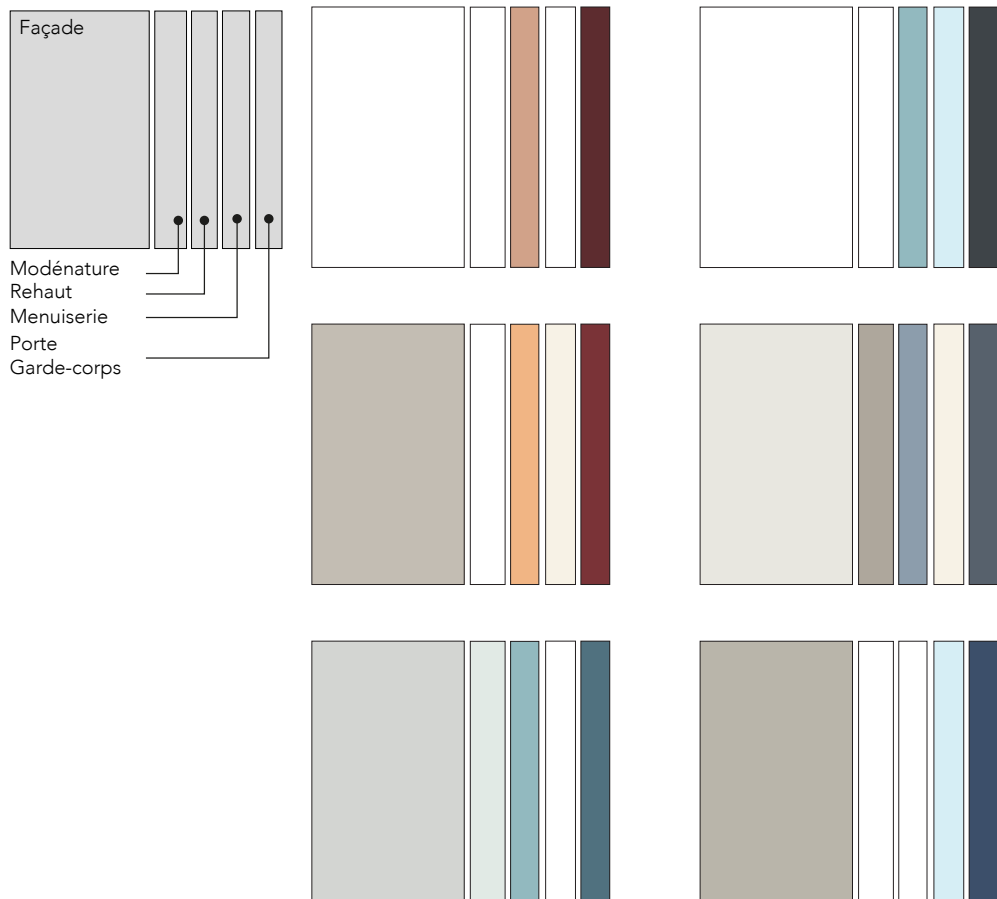 Façade
Modénature
Rehaut
Menuiserie
Porte
Garde-corps